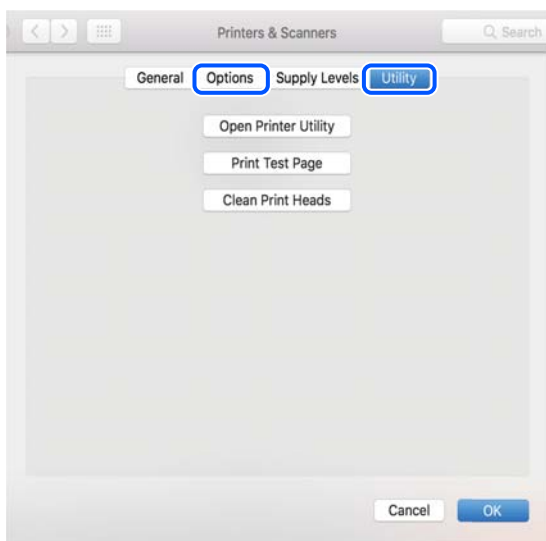 Printers & Scanners Search
General Options Supply Levels Utility
Open Printer Utility
Print Test Page
Clean Print Heads
Cancel OK